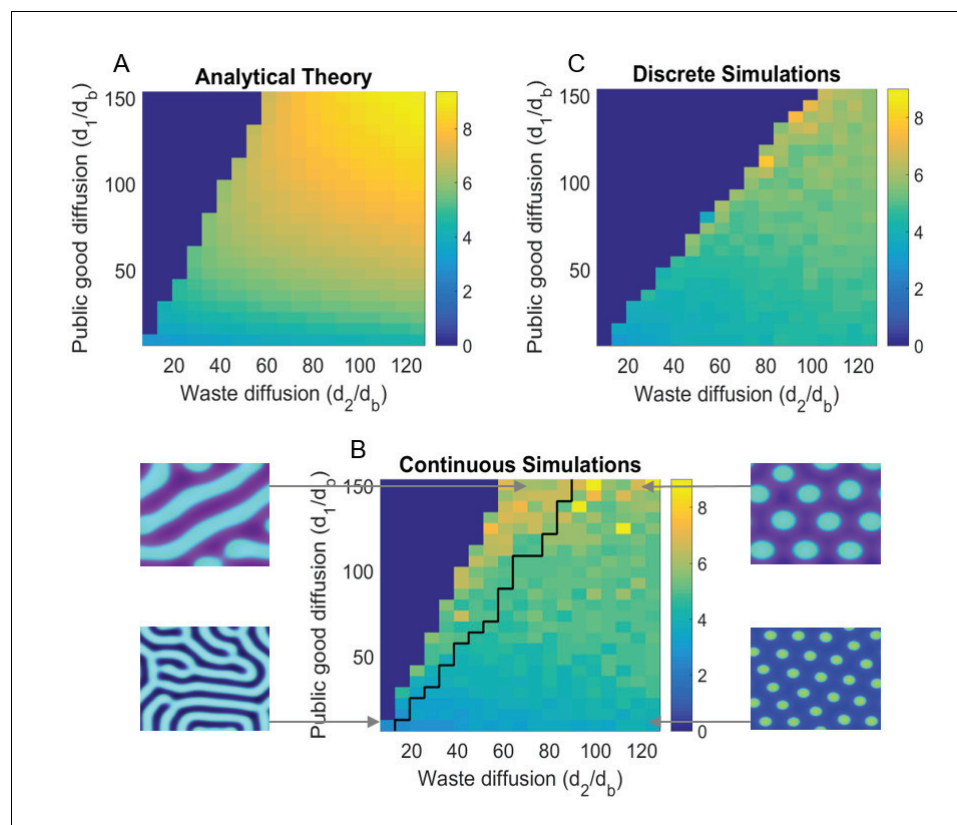 A
Analytical Theory
Public good diffusion (d1/db)
150
100
50
20 40 60 80 100 120
Waste diffusion (d2/db)
8
6
4
2
0
C
Discrete Simulations
Public good diffusion (d1/db)
150
100
50
20 40 60 80 100 120
Waste diffusion (d2/db)
8
6
4
2
0
B
Continuous Simulations
Public good diffusion (d1/db)
150
100
50
20 40 60 80 100 120
Waste diffusion (d2/db)
8
6
4
2
0